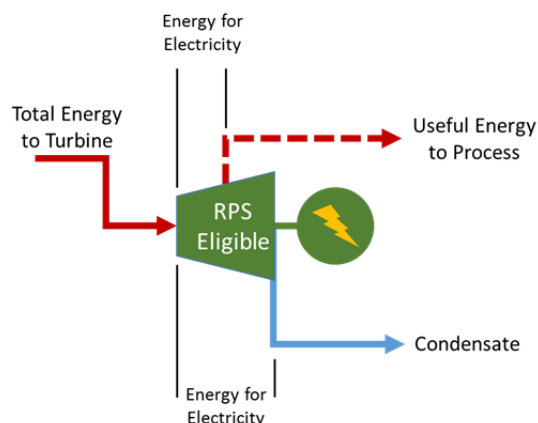 Energy for
Electricity
Total Energy
to Turbine
Useful Energy
to Process
RPS
Eligible
Condensate
Energy for
Electricity